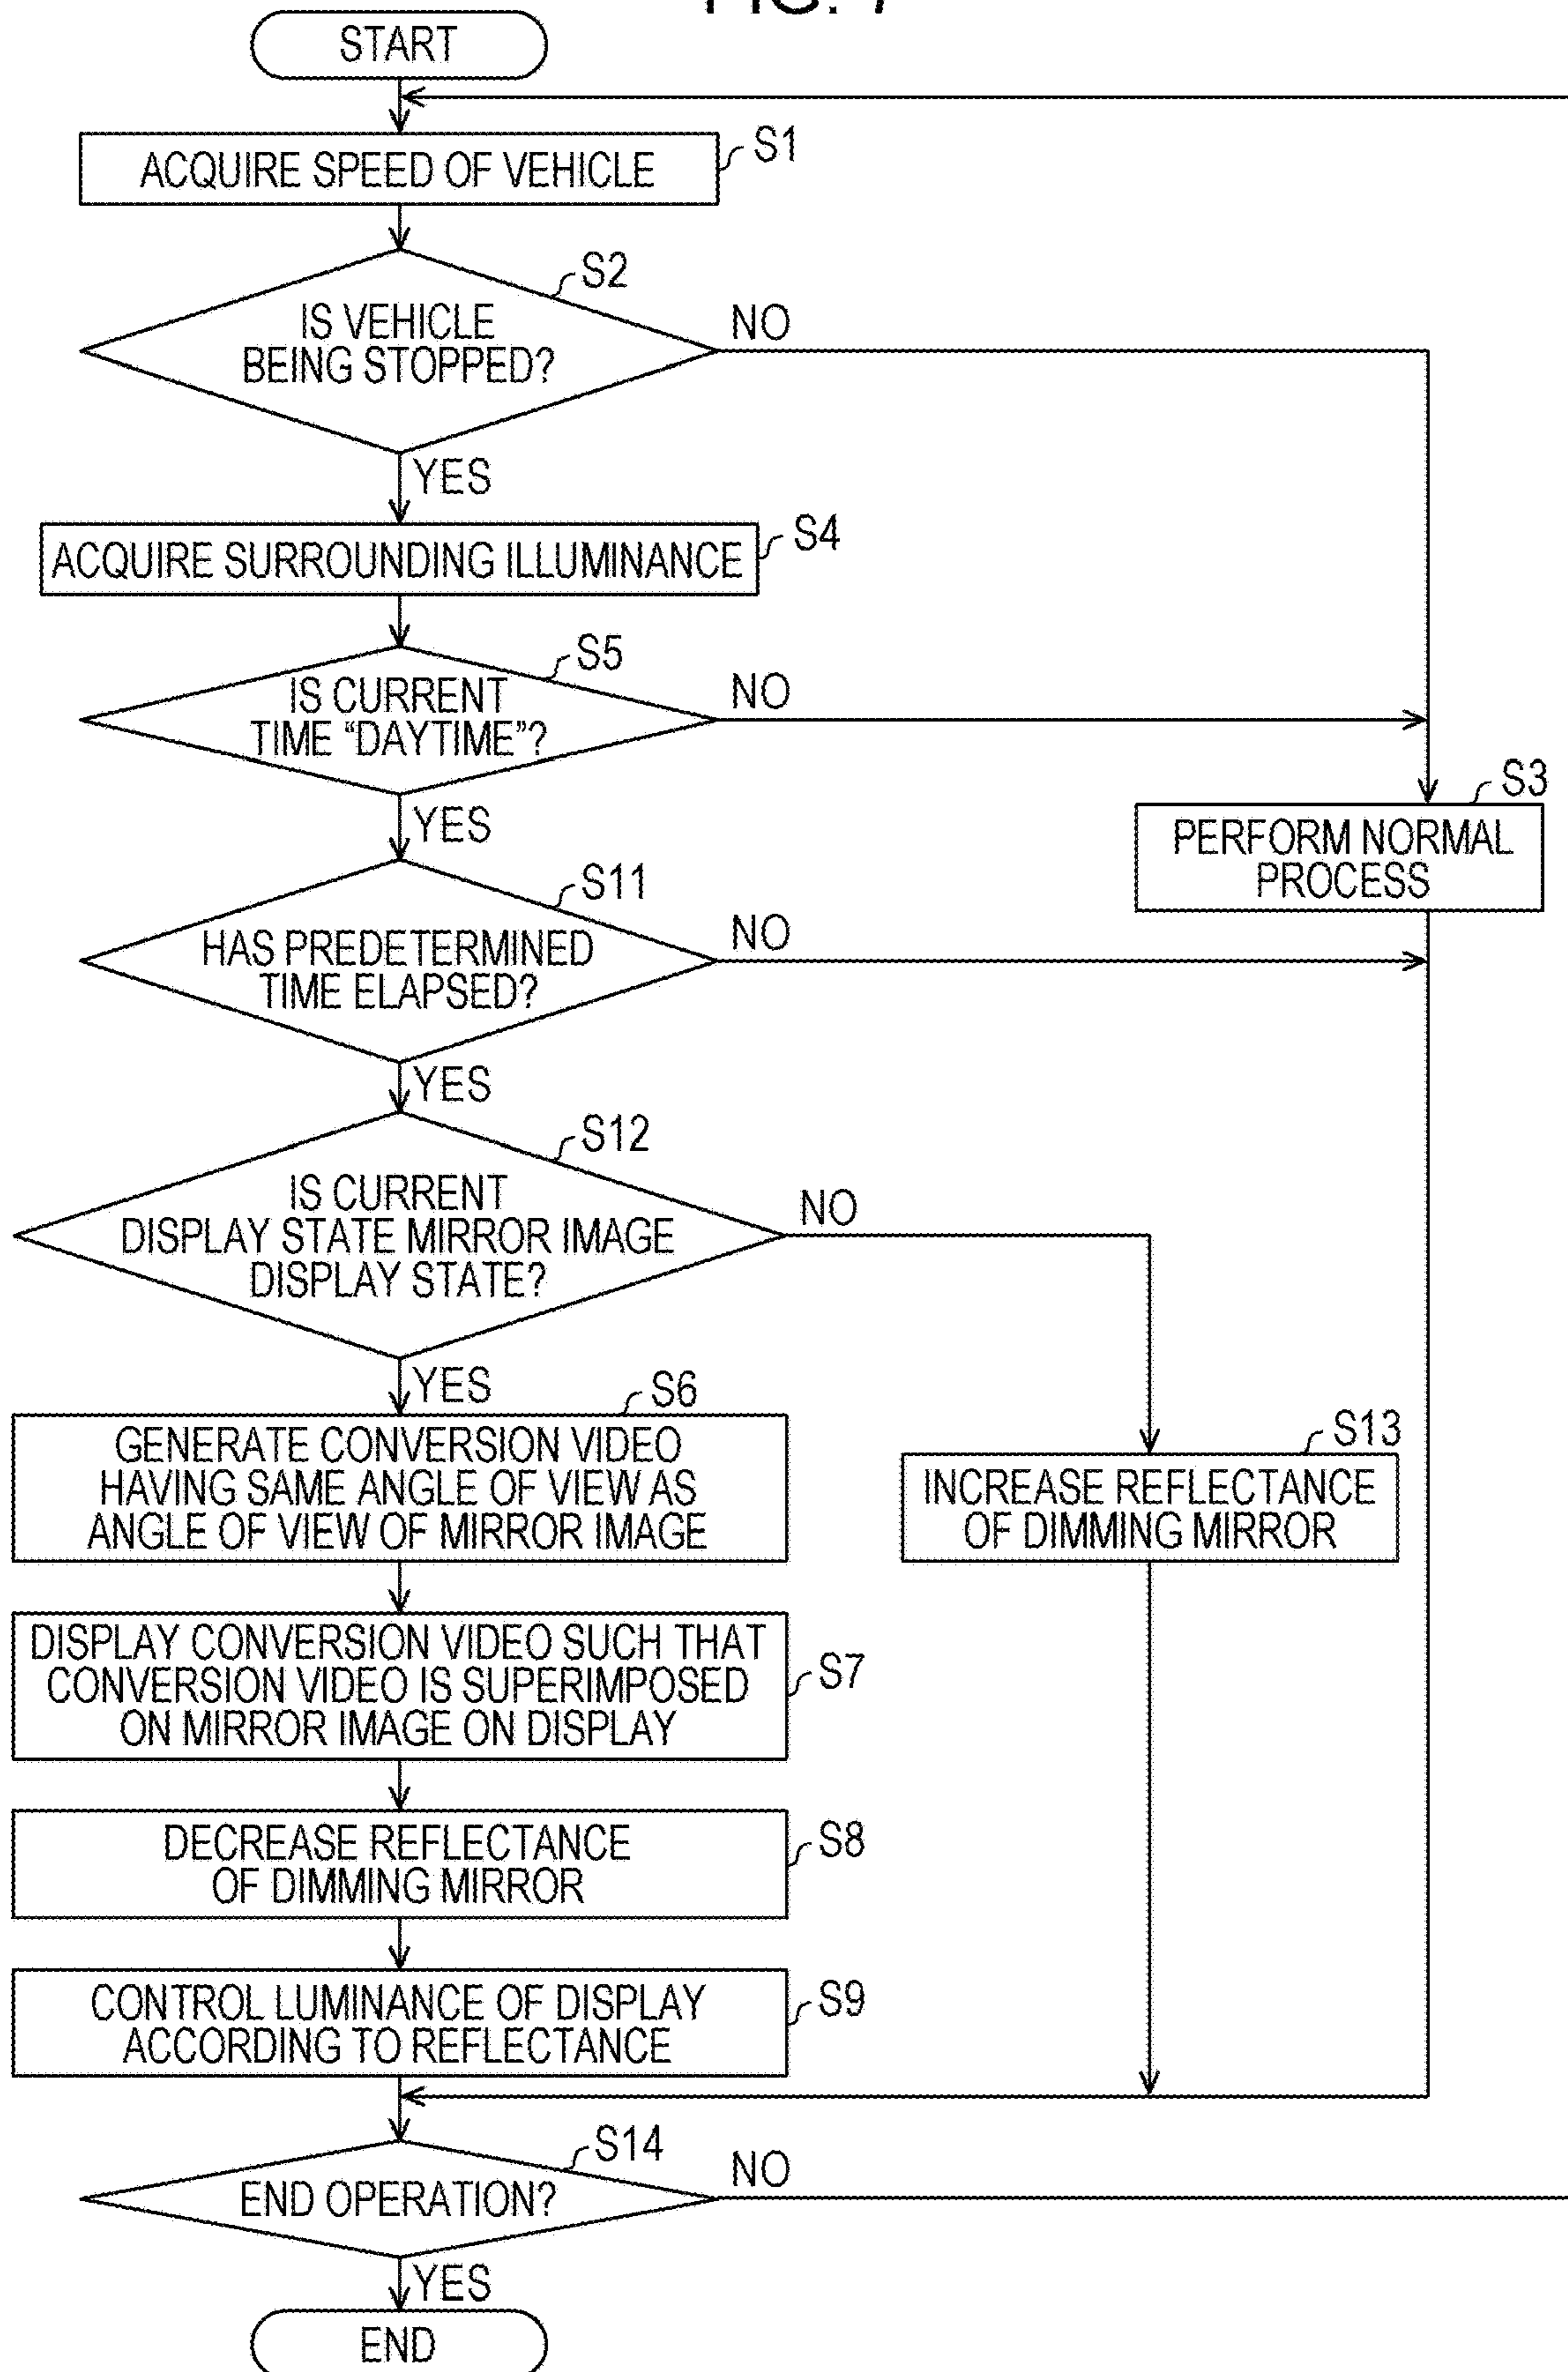 START
ACQUIRE SPEED OF VEHICLE
S1
S2
IS VEHICLE
BEING STOPPED?
NO
YES
ACQUIRE SURROUNDING ILLUMINANCE
S4
S5
IS CURRENT
TIME “DAYTIME”?
NO
YES
S3
PERFORM NORMAL
PROCESS
S11
HAS PREDETERMINED
TIME ELAPSED?
NO
YES
S12
IS CURRENT
DISPLAY STATE MIRROR IMAGE
DISPLAY STATE?
NO
YES
S6
GENERATE CONVERSION VIDEO
HAVING SAME ANGLE OF VIEW AS
ANGLE OF VIEW OF MIRROR IMAGE
S13
INCREASE REFLECTANCE
OF DIMMING MIRROR
DISPLAY CONVERSION VIDEO SUCH THAT
CONVERSION VIDEO IS SUPERIMPOSED
ON MIRROR IMAGE ON DISPLAY
S7
DECREASE REFLECTANCE
OF DIMMING MIRROR
S8
CONTROL LUMINANCE OF DISPLAY
ACCORDING TO REFLECTANCE
S9
S14
END OPERATION?
NO
YES
END